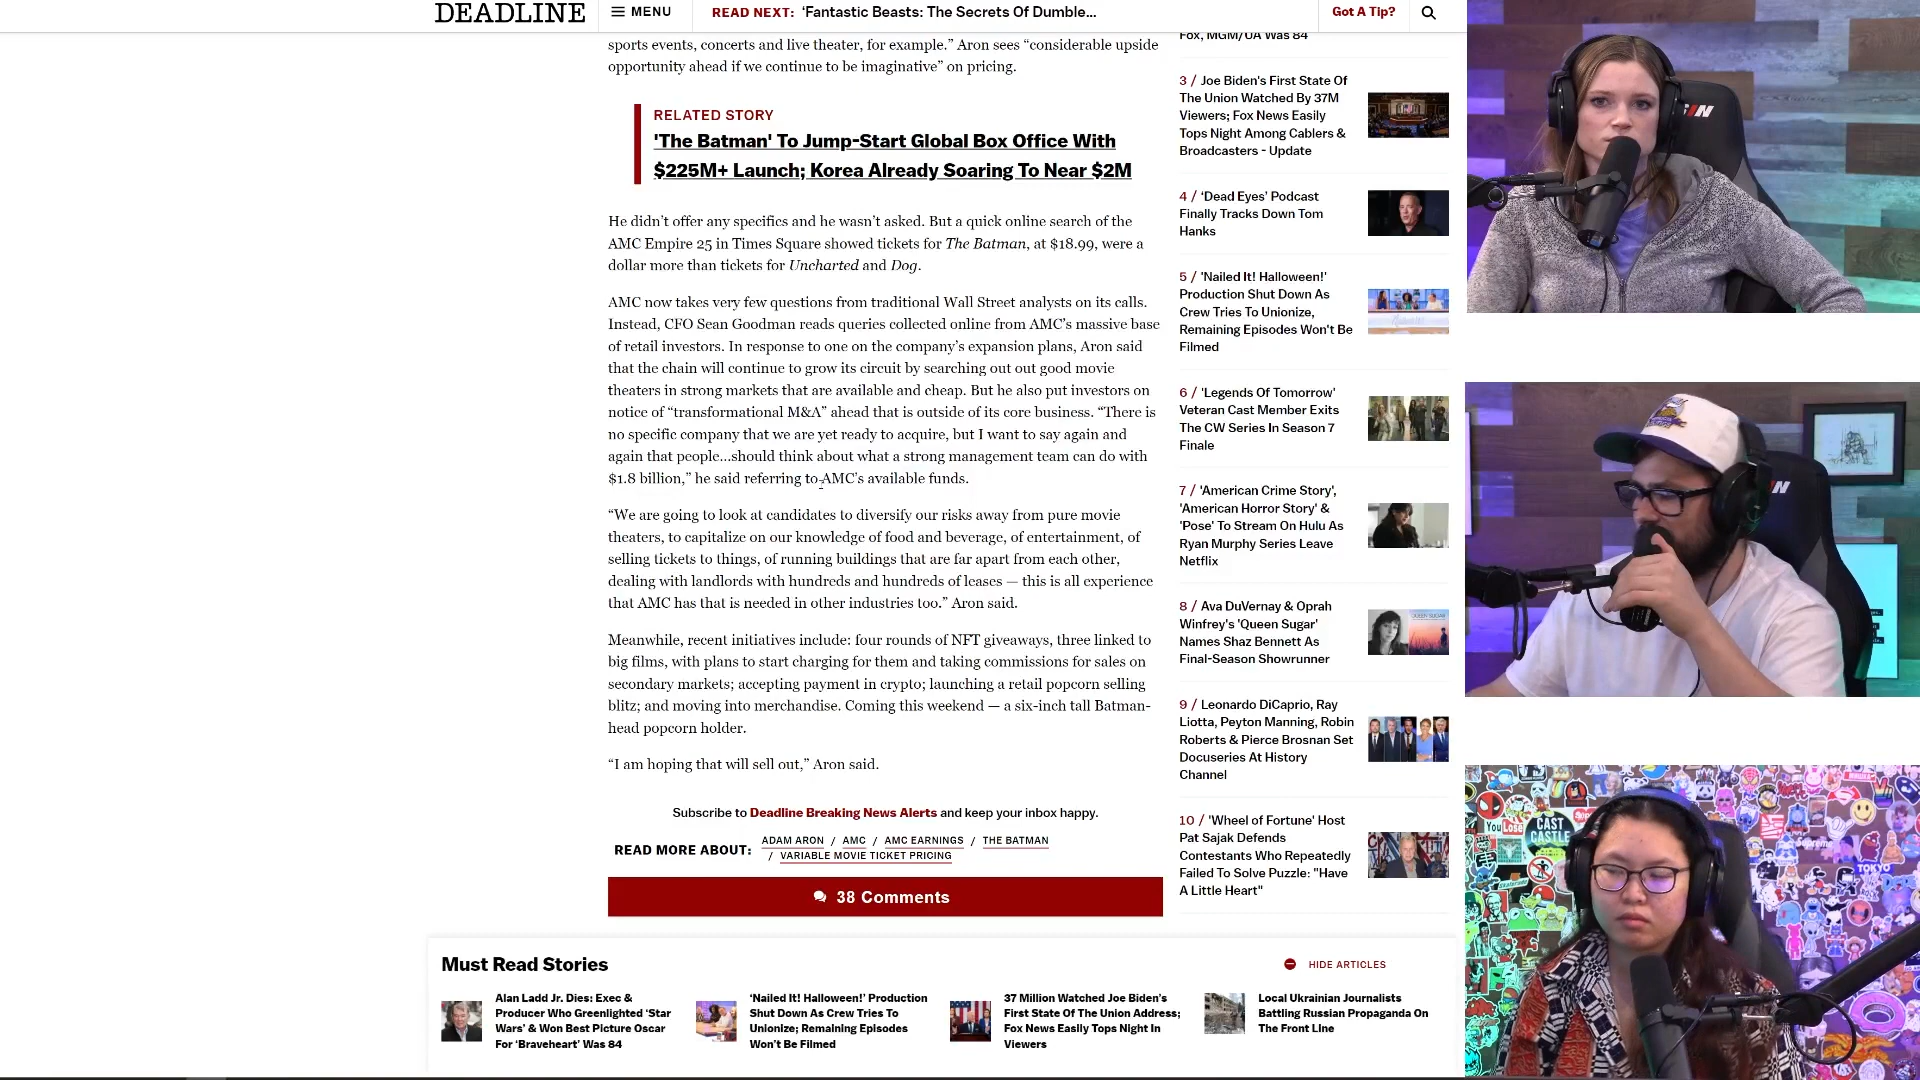 DEADLINE
MENU
READ NEXT: ‘Fantastic Beasts: The Secrets Of Dumble...
Got A Tip?
sports events, concerts and live theater, for example.” Aron sees “considerable upside
opportunity ahead if we continue to be imaginative” on pricing.
RELATED STORY
'The Batman' To Jump-Start Global Box Office With
$225M+ Launch; Korea Already Soaring To Near $2M
He didn’t offer any specifics and he wasn’t asked. But a quick online search of the
AMC Empire 25 in Times Square showed tickets for The Batman, at $18.99, were a
dollar more than tickets for Uncharted and Dog.
AMC now takes very few questions from traditional Wall Street analysts on its calls.
Instead, CFO Sean Goodman reads queries collected online from AMC’s massive base
of retail investors. In response to one on the company’s expansion plans, Aron said
that the chain will continue to grow its circuit by searching out out good movie
theaters in strong markets that are available and cheap. But he also put investors on
notice of “transformational M&A” ahead that is outside of its core business. “There is
no specific company that we are yet ready to acquire, but I want to say again and
again that people…should think about what a strong management team can do with
$1.8 billion,” he said referring to AMC’s available funds.
“We are going to look at candidates to diversify our risks away from pure movie
theaters, to capitalize on our knowledge of food and beverage, of entertainment, of
selling tickets to things, of running buildings that are far apart from each other,
dealing with landlords with hundreds and hundreds of leases — this is all experience
that AMC has that is needed in other industries too.” Aron said.
Meanwhile, recent initiatives include: four rounds of NFT giveaways, three linked to
big films, with plans to start charging for them and taking commissions for sales on
secondary markets; accepting payment in crypto; launching a retail popcorn selling
blitz; and moving into merchandise. Coming this weekend — a six-inch tall Batman-
head popcorn holder.
“I am hoping that will sell out,” Aron said.
Subscribe to Deadline Breaking News Alerts and keep your inbox happy.
READ MORE ABOUT:
ADAM ARON / AMC / AMC EARNINGS / THE BATMAN
/ VARIABLE MOVIE TICKET PRICING
38 Comments
Fox, MGM/UA Was 84
3 / Joe Biden's First State Of
The Union Watched By 37M
Viewers; Fox News Easily
Tops Night Among Cablers &
Broadcasters - Update
4 / ‘Dead Eyes’ Podcast
Finally Tracks Down Tom
Hanks
5 / 'Nailed It! Halloween!'
Production Shut Down As
Crew Tries To Unionize,
Remaining Episodes Won't Be
Filmed
6 / 'Legends Of Tomorrow'
Veteran Cast Member Exits
The CW Series In Season 7
Finale
7 / 'American Crime Story',
'American Horror Story' &
'Pose' To Stream On Hulu As
Ryan Murphy Series Leave
Netflix
8 / Ava DuVernay & Oprah
Winfrey's 'Queen Sugar'
Names Shaz Bennett As
Final-Season Showrunner
9 / Leonardo DiCaprio, Ray
Liotta, Peyton Manning, Robin
Roberts & Pierce Brosnan Set
Docuseries At History
Channel
10 / 'Wheel of Fortune' Host
Pat Sajak Defends
Contestants Who Repeatedly
Failed To Solve Puzzle: "Have
A Little Heart"
Must Read Stories
HIDE ARTICLES
Alan Ladd Jr. Dies: Exec &
Producer Who Greenlighted ‘Star
Wars’ & Won Best Picture Oscar
For ‘Braveheart’ Was 84
‘Nailed It! Halloween!’ Production
Shut Down As Crew Tries To
Unionize; Remaining Episodes
Won’t Be Filmed
37 Million Watched Joe Biden’s
First State Of The Union Address;
Fox News Easily Tops Night In
Viewers
Local Ukrainian Journalists
Battling Russian Propaganda On
The Front Line
You Lose
CAST
CASTLE
Supreme
TOKYO